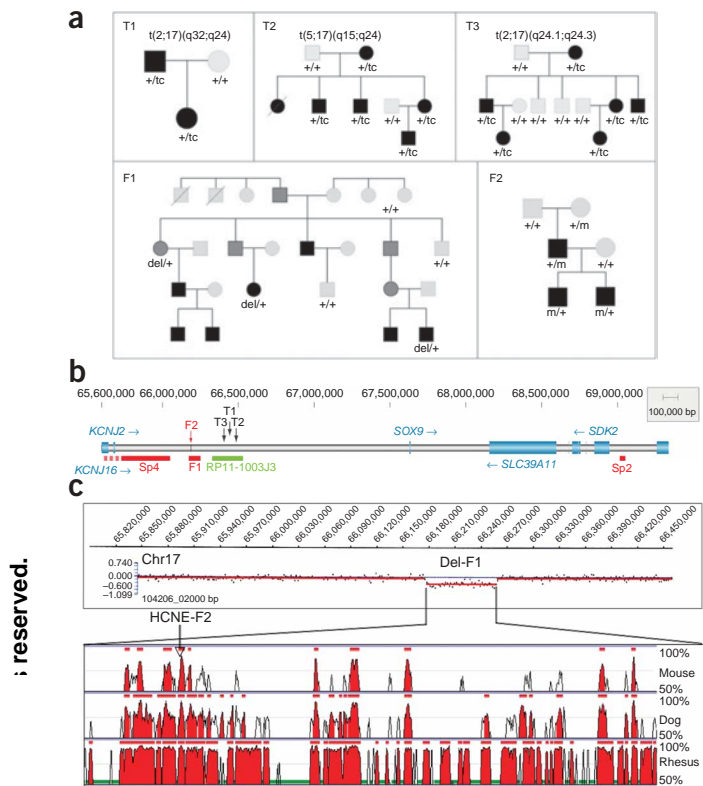 a
T1
t(2;17)(q32;q24)
+/tc
+/+
+/tc
T2
t(5;17)(q15;q24)
+/+
+/tc
+/tc
+/tc
+/+
+/tc
+/tc
T3
t(2;17)(q24.1;q24.3)
+/+
+/tc
+/tc
+/+
+/+
+/+
+/+
+/tc
+/tc
+/tc
+/tc
F1
+/+
del/+
+/+
del/+
+/+
del/+
F2
+/+
+/m
+/m
+/+
m/+
m/+
b
65,600,000 66,000,000 66,500,000 67,000,000 67,500,000 68,000,000 68,500,000 69,000,000
100,000 bp
KCNJ2 →
F2
T1
T3 T2
SOX9 →
← SDK2
KCNJ16 →
Sp4
F1
RP11-1003J3
← SLC39A11
Sp2
c
65,820,000 65,850,000 65,880,000 65,910,000 65,940,000 65,970,000 66,000,000 66,030,000 66,060,000 66,090,000 66,120,000 66,150,000 66,180,000 66,210,000 66,240,000 66,270,000 66,300,000 66,330,000 66,360,000 66,390,000 66,420,000 66,450,000
Chr17
Del-F1
0.740
0.000
–0.600
–1.099
104206_02000 bp
HCNE-F2
100%
Mouse
50%
100%
Dog
50%
100%
Rhesus
50%
s reserved.